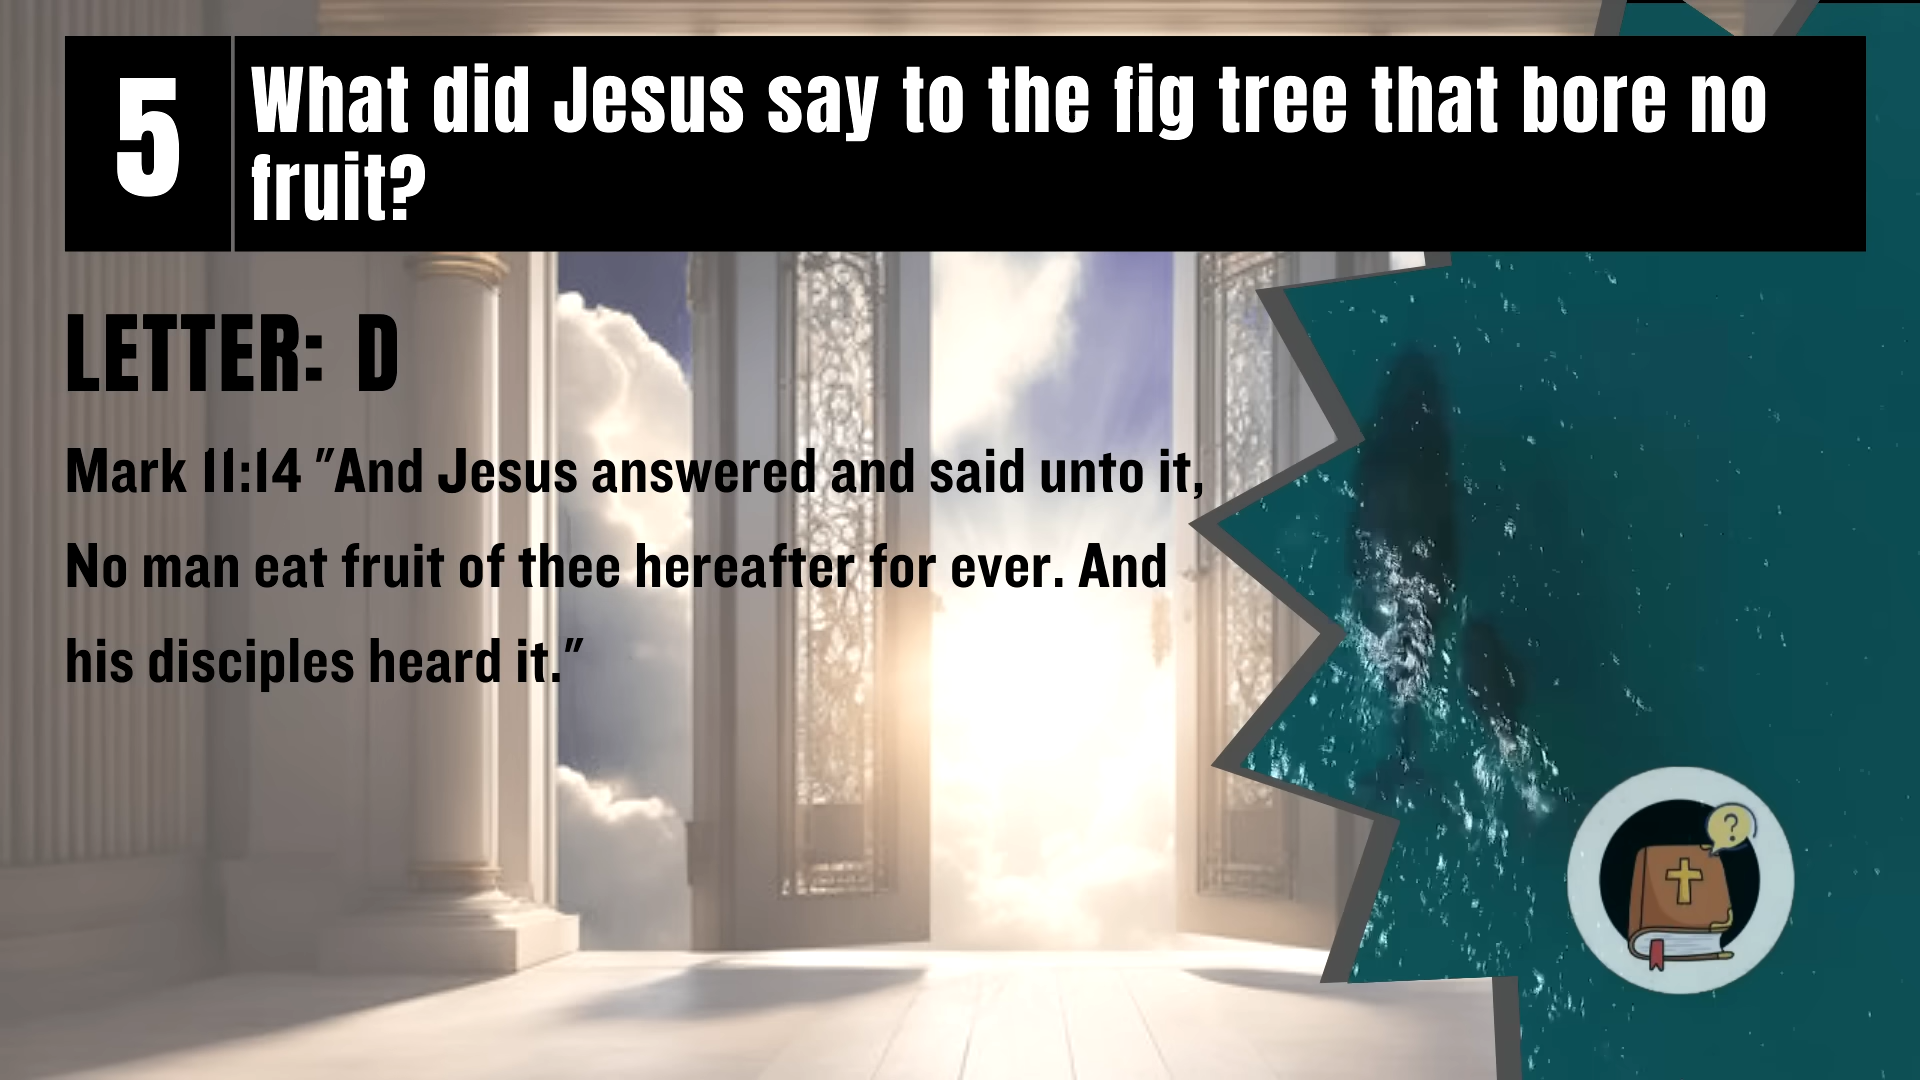 5
What did Jesus say to the fig tree that bore no
fruit?
LETTER: D
Mark 11:14 "And Jesus answered and said unto it,
No man eat fruit of thee hereafter for ever. And
his disciples heard it."
?